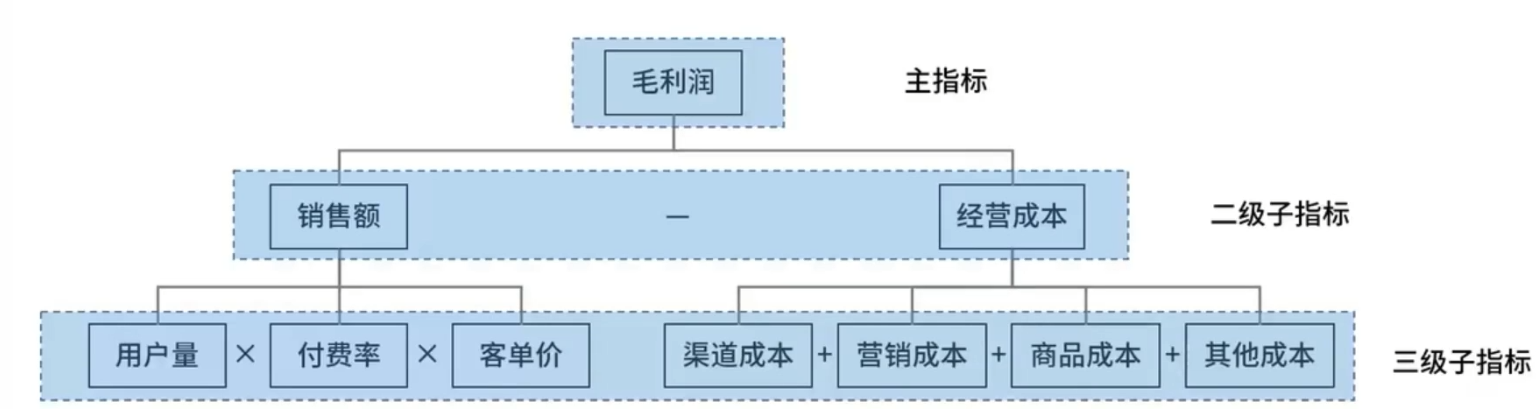 毛利润 主指标
销售额 — 经营成本 二级子指标
用户量 × 付费率 × 客单价 渠道成本 + 营销成本 + 商品成本 + 其他成本 三级子指标